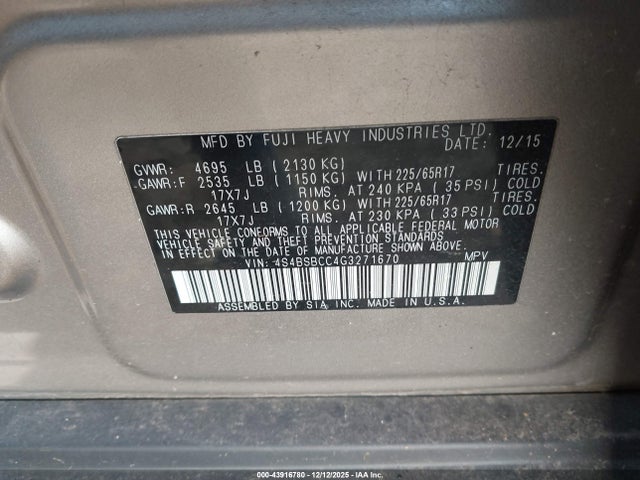 MFD BY FUJI HEAVY INDUSTRIES LTD.
DATE: 12/15
GVWR: 4695 LB (2130 KG)
GAWR:F 2535 LB (1150 KG) WITH 225/65R17 TIRES.
17X7J RIMS. AT 240 KPA (35 PSI) COLD
GAWR:R 2645 LB (1200 KG) WITH 225/65R17 TIRES.
17X7J RIMS. AT 230 KPA (33 PSI) COLD
THIS VEHICLE CONFORMS TO ALL APPLICABLE FEDERAL MOTOR
VEHICLE SAFETY AND THEFT PREVENTION STANDARDS
IN EFFECT ON THE DATE OF MANUFACTURE SHOWN ABOVE.
VIN: 4S4BSBCC4G3271670 MPV
ASSEMBLED BY SIA, INC. MADE IN U.S.A.
000-43916780 - 12/12/2025 - IAA Inc.